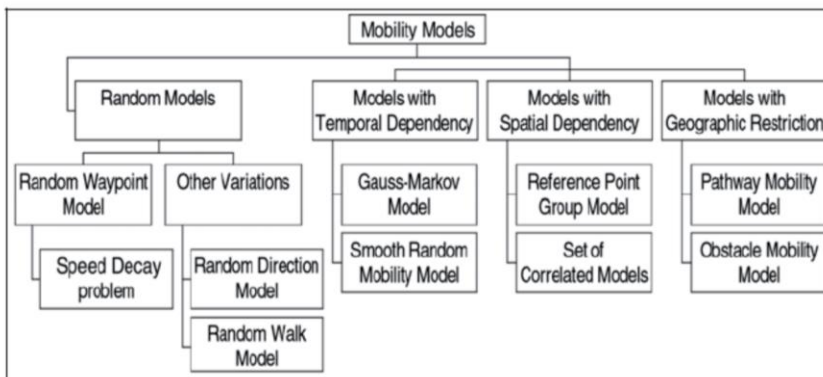 Mobility Models
Random Models
Models with
Temporal Dependency
Models with
Spatial Dependency
Models with
Geographic Restriction
Random Waypoint
Model
Other Variations
Gauss-Markov
Model
Reference Point
Group Model
Pathway Mobility
Model
Speed Decay
problem
Random Direction
Model
Smooth Random
Mobility Model
Set of
Correlated Models
Obstacle Mobility
Model
Random Walk
Model